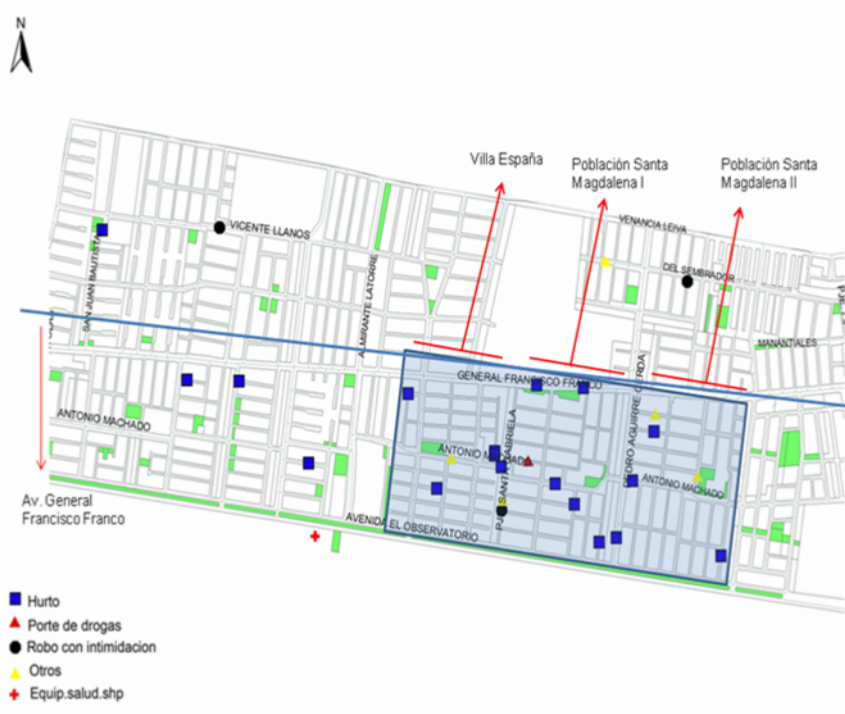 N
Villa España
Población Santa
Magdalena I
Población Santa
Magdalena II
VENANCIA LEIVA
VICENTE LLANOS
DEL SEMBRADOR
SAN JUAN BAUTISTA
ALMIRANTE LATORRE
MANANTIALES
GENERAL FRANCISCO FRANCO
PEDRO AGUIRRE CERDA
ANTONIO MACHADO
ANTONIO MACHADO
PJE SANTA GABRIELA
ANTONIO MACHADO
Av. General
Francisco Franco
AVENIDA EL OBSERVATORIO
Hurto
Porte de drogas
Robo con intimidacion
Otros
Equip.salud.shp